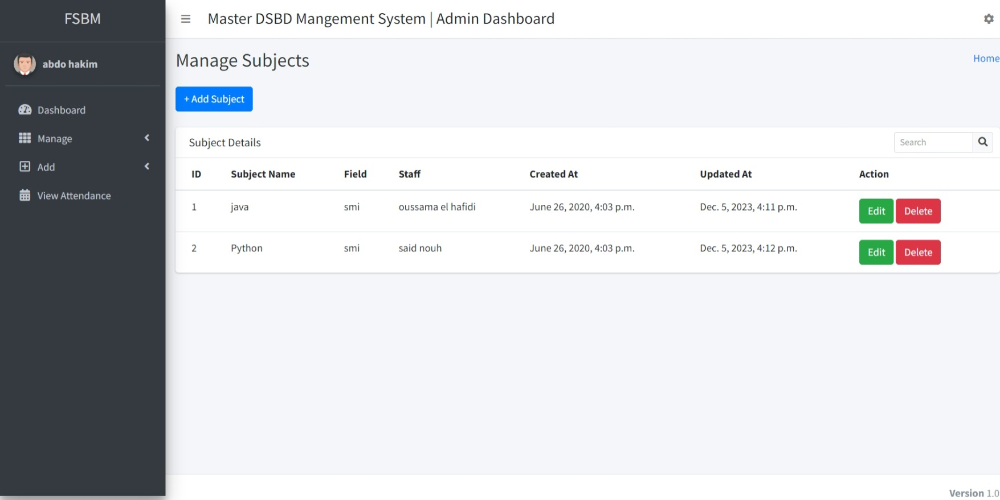 FSBM
Master DSBD Mangement System | Admin Dashboard
abdo hakim
Dashboard
Manage
Add
View Attendance
Manage Subjects
Home
+ Add Subject
Subject Details
Search
ID Subject Name Field Staff Created At Updated At Action
1 java smi oussama el hafidi June 26, 2020, 4:03 p.m. Dec. 5, 2023, 4:11 p.m. Edit Delete
2 Python smi said nouh June 26, 2020, 4:03 p.m. Dec. 5, 2023, 4:12 p.m. Edit Delete
Version 1.0